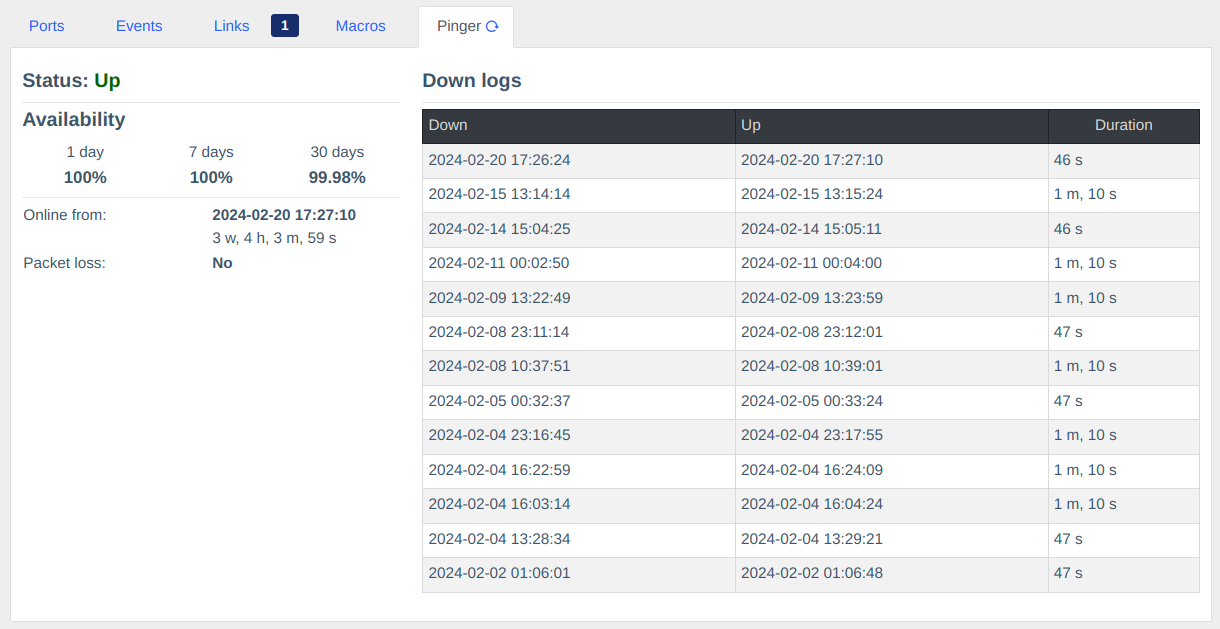 Ports Events Links 1 Macros Pinger
Status: Up
Availability
1 day 7 days 30 days
100% 100% 99.98%
Online from: 2024-02-20 17:27:10
3 w, 4 h, 3 m, 59 s
Packet loss: No
Down logs
Down Up Duration
2024-02-20 17:26:24 2024-02-20 17:27:10 46 s
2024-02-15 13:14:14 2024-02-15 13:15:24 1 m, 10 s
2024-02-14 15:04:25 2024-02-14 15:05:11 46 s
2024-02-11 00:02:50 2024-02-11 00:04:00 1 m, 10 s
2024-02-09 13:22:49 2024-02-09 13:23:59 1 m, 10 s
2024-02-08 23:11:14 2024-02-08 23:12:01 47 s
2024-02-08 10:37:51 2024-02-08 10:39:01 1 m, 10 s
2024-02-05 00:32:37 2024-02-05 00:33:24 47 s
2024-02-04 23:16:45 2024-02-04 23:17:55 1 m, 10 s
2024-02-04 16:22:59 2024-02-04 16:24:09 1 m, 10 s
2024-02-04 16:03:14 2024-02-04 16:04:24 1 m, 10 s
2024-02-04 13:28:34 2024-02-04 13:29:21 47 s
2024-02-02 01:06:01 2024-02-02 01:06:48 47 s